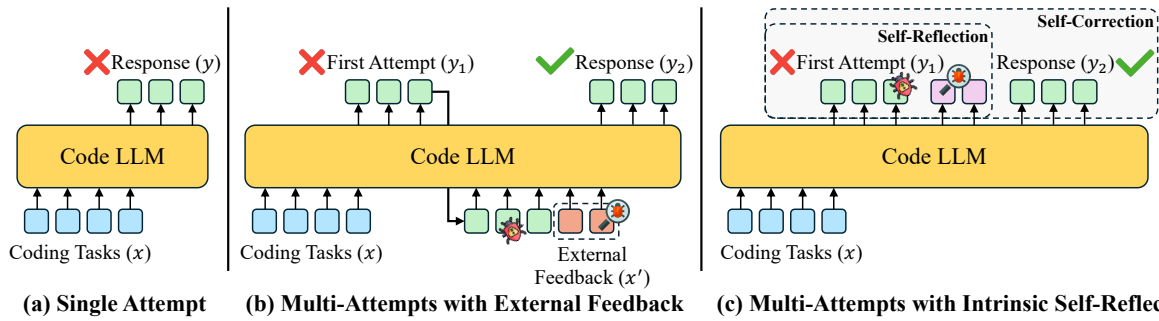 Response (y)
Code LLM
Coding Tasks (x)
(a) Single Attempt
First Attempt (y₁)
Response (y₂)
Code LLM
Coding Tasks (x)
External
Feedback (x′)
(b) Multi-Attempts with External Feedback
Self-Correction
Self-Reflection
First Attempt (y₁)
Response (y₂)
Code LLM
Coding Tasks (x)
(c) Multi-Attempts with Intrinsic Self-Reflec